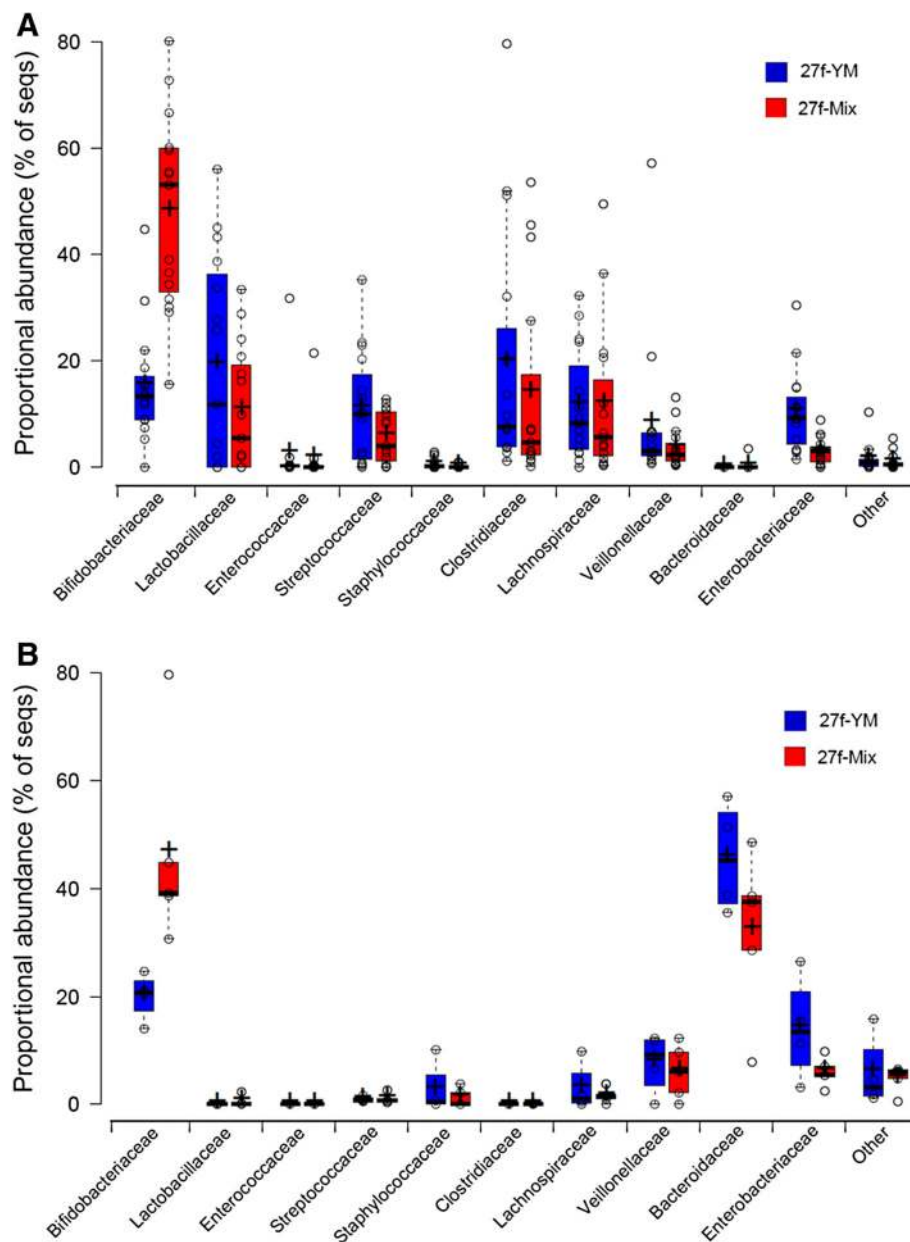 A
80
60
40
20
0
Proportional abundance (% of seqs)
27f-YM
27f-Mix
Bifidobacteriaceae
Lactobacillaceae
Enterococcaceae
Streptococcaceae
Staphylococcaceae
Clostridiaceae
Lachnospiraceae
Veillonellaceae
Bacteroidaceae
Enterobacteriaceae
Other
B
80
60
40
20
0
Proportional abundance (% of seqs)
27f-YM
27f-Mix
Bifidobacteriaceae
Lactobacillaceae
Enterococcaceae
Streptococcaceae
Staphylococcaceae
Clostridiaceae
Lachnospiraceae
Veillonellaceae
Bacteroidaceae
Enterobacteriaceae
Other